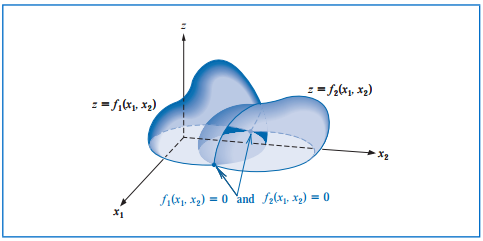 z
z = f₁(x₁, x₂)
z = f₂(x₁, x₂)
x₂
f₁(x₁, x₂) = 0 and f₂(x₁, x₂) = 0
x₁